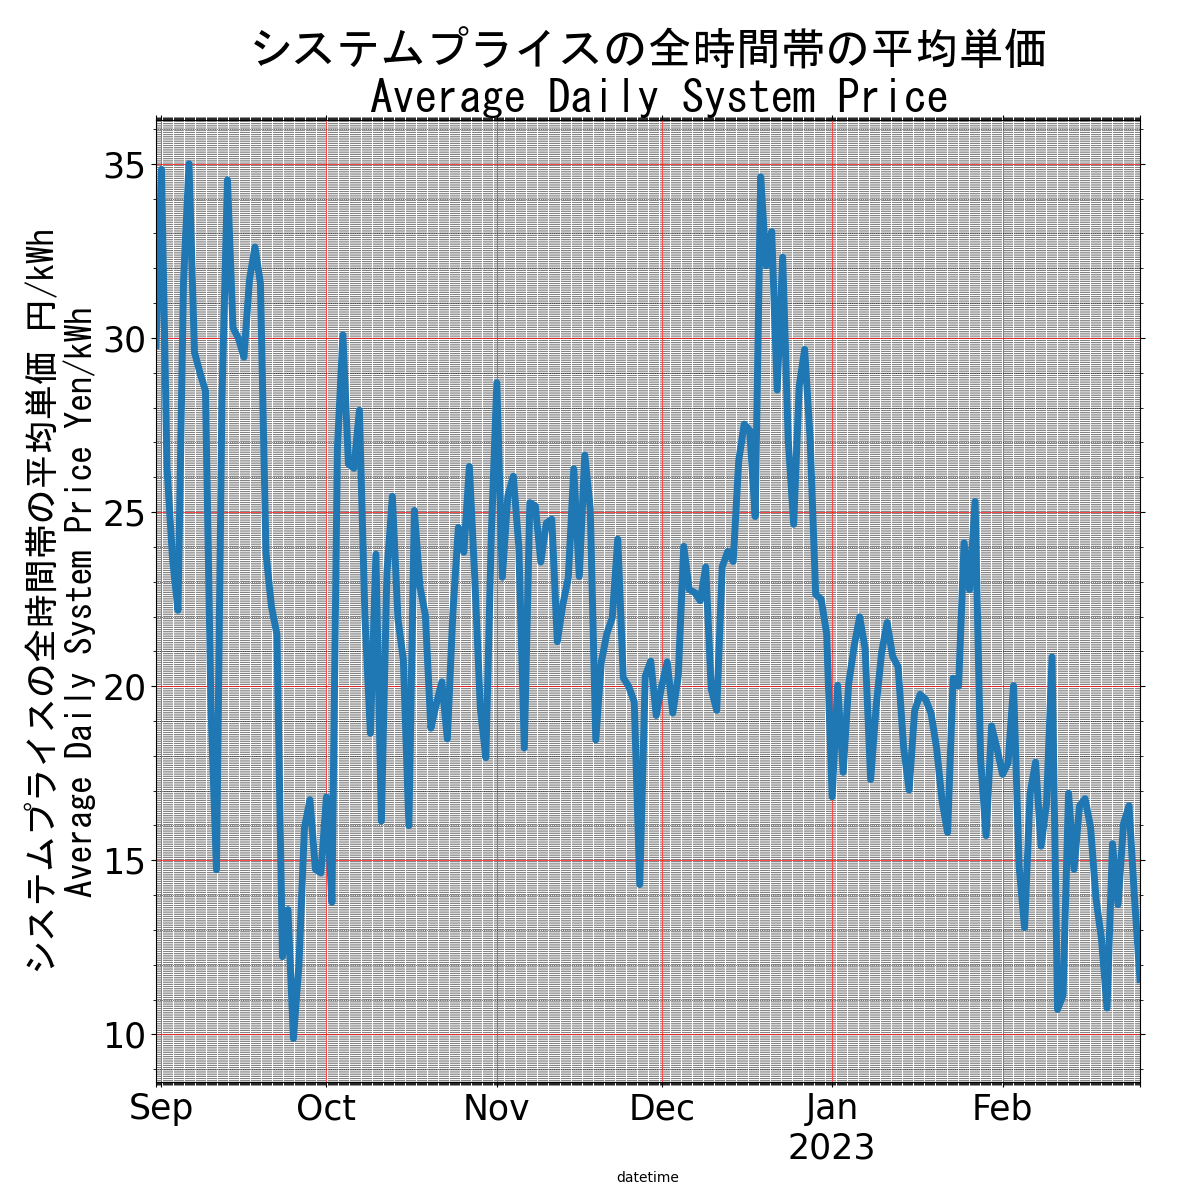 システムプライスの全時間帯の平均単価
Average Daily System Price
システムプライスの全時間帯の平均単価 円/kWh
Average Daily System Price Yen/kWh
35
30
25
20
15
10
Sep
Oct
Nov
Dec
Jan
2023
Feb
datetime